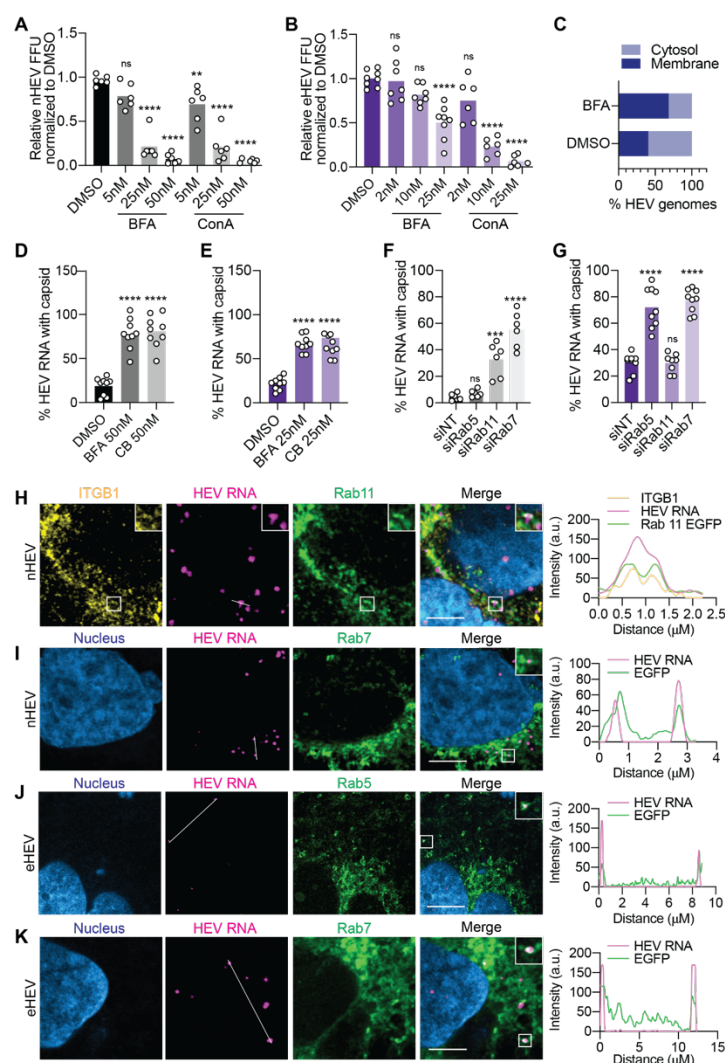 A
Relative nHEV FFU
normalized to DMSO
1.5
1.0
0.5
0.0
ns
****
****
**
****
****
DMSO
5nM
25nM
50nM
5nM
25nM
50nM
BFA
ConA
B
Relative eHEV FFU
normalized to DMSO
2.0
1.5
1.0
0.5
0.0
ns
ns
****
ns
****
****
DMSO
2nM
10nM
25nM
2nM
10nM
25nM
BFA
ConA
C
Cytosol
Membrane
BFA
DMSO
0
50
100
% HEV genomes
D
% HEV RNA with capsid
150
100
50
0
****
****
DMSO
BFA 50nM
CB 50nM
E
% HEV RNA with capsid
150
100
50
0
****
****
DMSO
BFA 25nM
CB 25nM
F
% HEV RNA with capsid
100
80
60
40
20
0
ns
***
****
siNT
siRab5
siRab11
siRab7
G
% HEV RNA with capsid
100
80
60
40
20
0
****
ns
****
siNT
siRab5
siRab11
siRab7
H
nHEV
ITGB1
HEV RNA
Rab11
Merge
ITGB1
HEV RNA
Rab 11 EGFP
Intensity (a.u.)
250
200
150
100
50
0
0.0 0.5 1.0 1.5 2.0 2.5
Distance (µM)
I
nHEV
Nucleus
HEV RNA
Rab7
Merge
HEV RNA
EGFP
Intensity (a.u.)
100
80
60
40
20
0
0 1 2 3 4
Distance (µM)
J
eHEV
Nucleus
HEV RNA
Rab5
Merge
HEV RNA
EGFP
Intensity (a.u.)
200
150
100
50
0
0 2 4 6 8 10
Distance (µM)
K
eHEV
Nucleus
HEV RNA
Rab7
Merge
HEV RNA
EGFP
Intensity (a.u.)
200
150
100
50
0
0 5 10 15
Distance (µM)